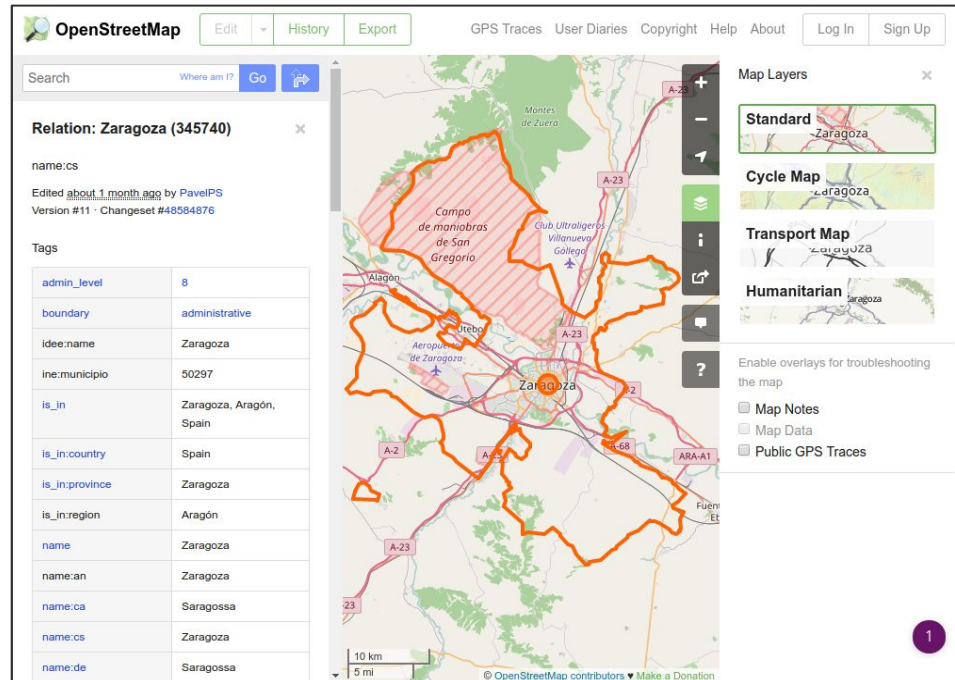 OpenStreetMap
Edit
History
Export
GPS Traces User Diaries Copyright Help About
Log In
Sign Up
Search
Where am I?
Go
Relation: Zaragoza (345740)
name:cs
Edited about 1 month ago by PavelPS
Version #11 · Changeset #48584876
Tags
admin_level 8
boundary administrative
idee:name Zaragoza
ine:municipio 50297
is_in Zaragoza, Aragón,
Spain
is_in:country Spain
is_in:province Zaragoza
is_in:region Aragón
name Zaragoza
name:an Zaragoza
name:ca Saragossa
name:cs Zaragoza
name:de Saragossa
Montes
de Zuera
A-23
A-23
Campo
de maniobras
de San
Gregorio
Club Ultraligeros
Villanueva
Gállego
Alagón
Utebo
A-23
Aeropuerto
de Zaragoza
Zaragoza
A-2
A-2
A-23
A-68
ARA-A1
Fuent
Eb
A-23
23
10 km
5 mi
© OpenStreetMap contributors ♥ Make a Donation
Map Layers
Standard
Zaragoza
Cycle Map
Zaragoza
Transport Map
Zaragoza
Humanitarian
Zaragoza
Enable overlays for troubleshooting
the map
Map Notes
Map Data
Public GPS Traces
1